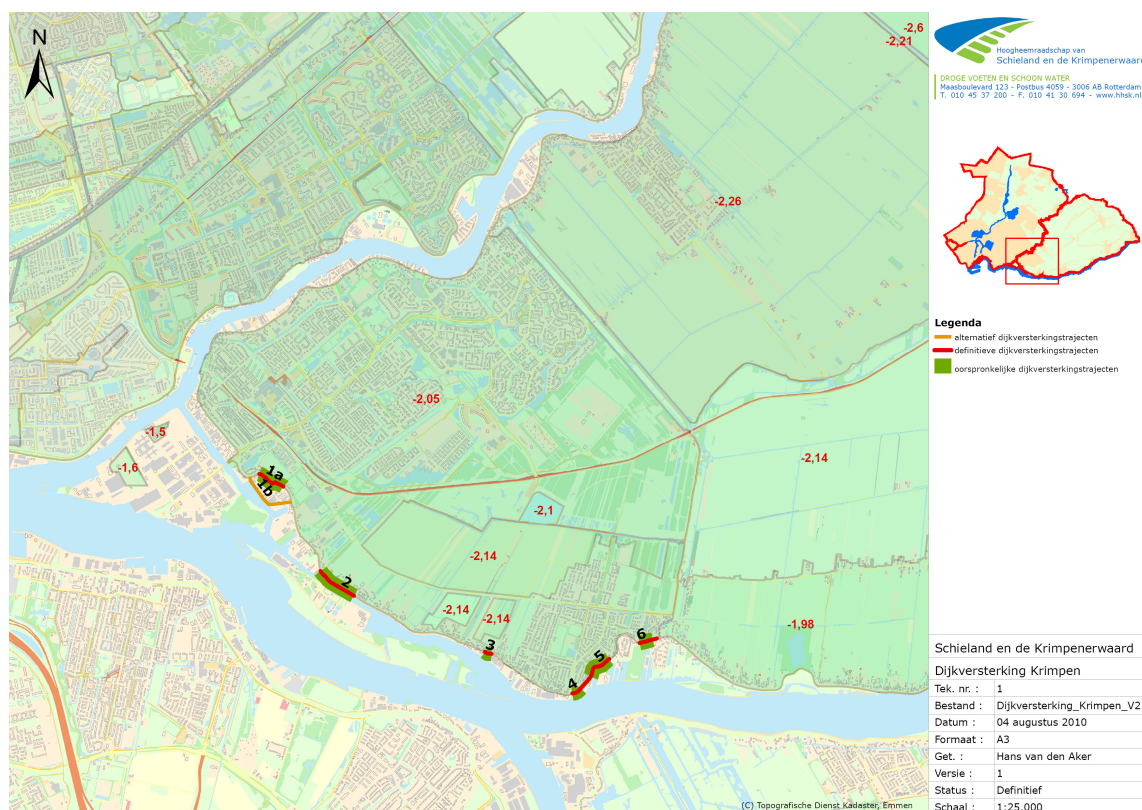 N
-2,6
-2,21
-2,26
-2,05
-1,5
-1,6
-2,14
1a
1b
-2,1
-2,14
2
-2,14
-2,14
-1,98
3
6
5
4
(C) Topografische Dienst Kadaster, Emmen
Hoogheemraadschap van
Schieland en de Krimpenerwaard
DROGE VOETEN EN SCHOON WATER
Maasboulevard 123 - Postbus 4059 - 3006 AB Rotterdam
T. 010 45 37 200 - F. 010 41 30 694 - www.hhsk.nl
Legenda
alternatief dijkversterkingstrajecten
definitieve dijkversterkingstrajecten
oorspronkelijke dijkversterkingstrajecten
Schieland en de Krimpenerwaard
Dijkversterking Krimpen
Tek. nr. : 1
Bestand : Dijkversterking_Krimpen_V2
Datum : 04 augustus 2010
Formaat : A3
Get. : Hans van den Aker
Versie : 1
Status : Definitief
Schaal : 1:25.000